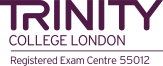 TRINITY
COLLEGE LONDON
Registered Exam Centre 55012